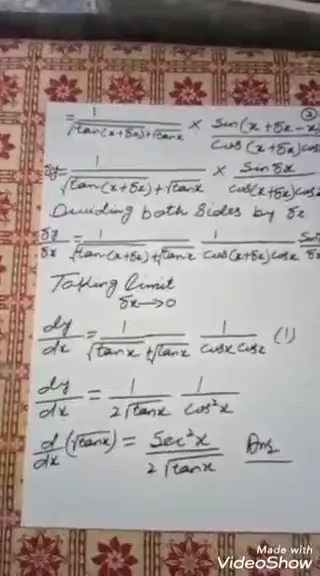 ②
= 1/(√tan(x+δx)+√tanx) × Sin(x+δx-x)/(cos(x+δx)cos
δy = 1/(√tan(x+δx)+√tanx) × Sinδx/(cos(x+δx)cos
Dividing both sides by δx
δy/δx = 1/(√tan(x+δx)+√tanx) 1/(cos(x+δx)cosx) Sin/δx
Taking limit
δx→0
dy/dx = 1/(√tanx+√tanx) 1/(cosx cosx) (1)
dy/dx = 1/(2√tanx) 1/cos²x
d/dx(√tanx) = Sec²x/(2√tanx) Ans
Made with
VideoShow